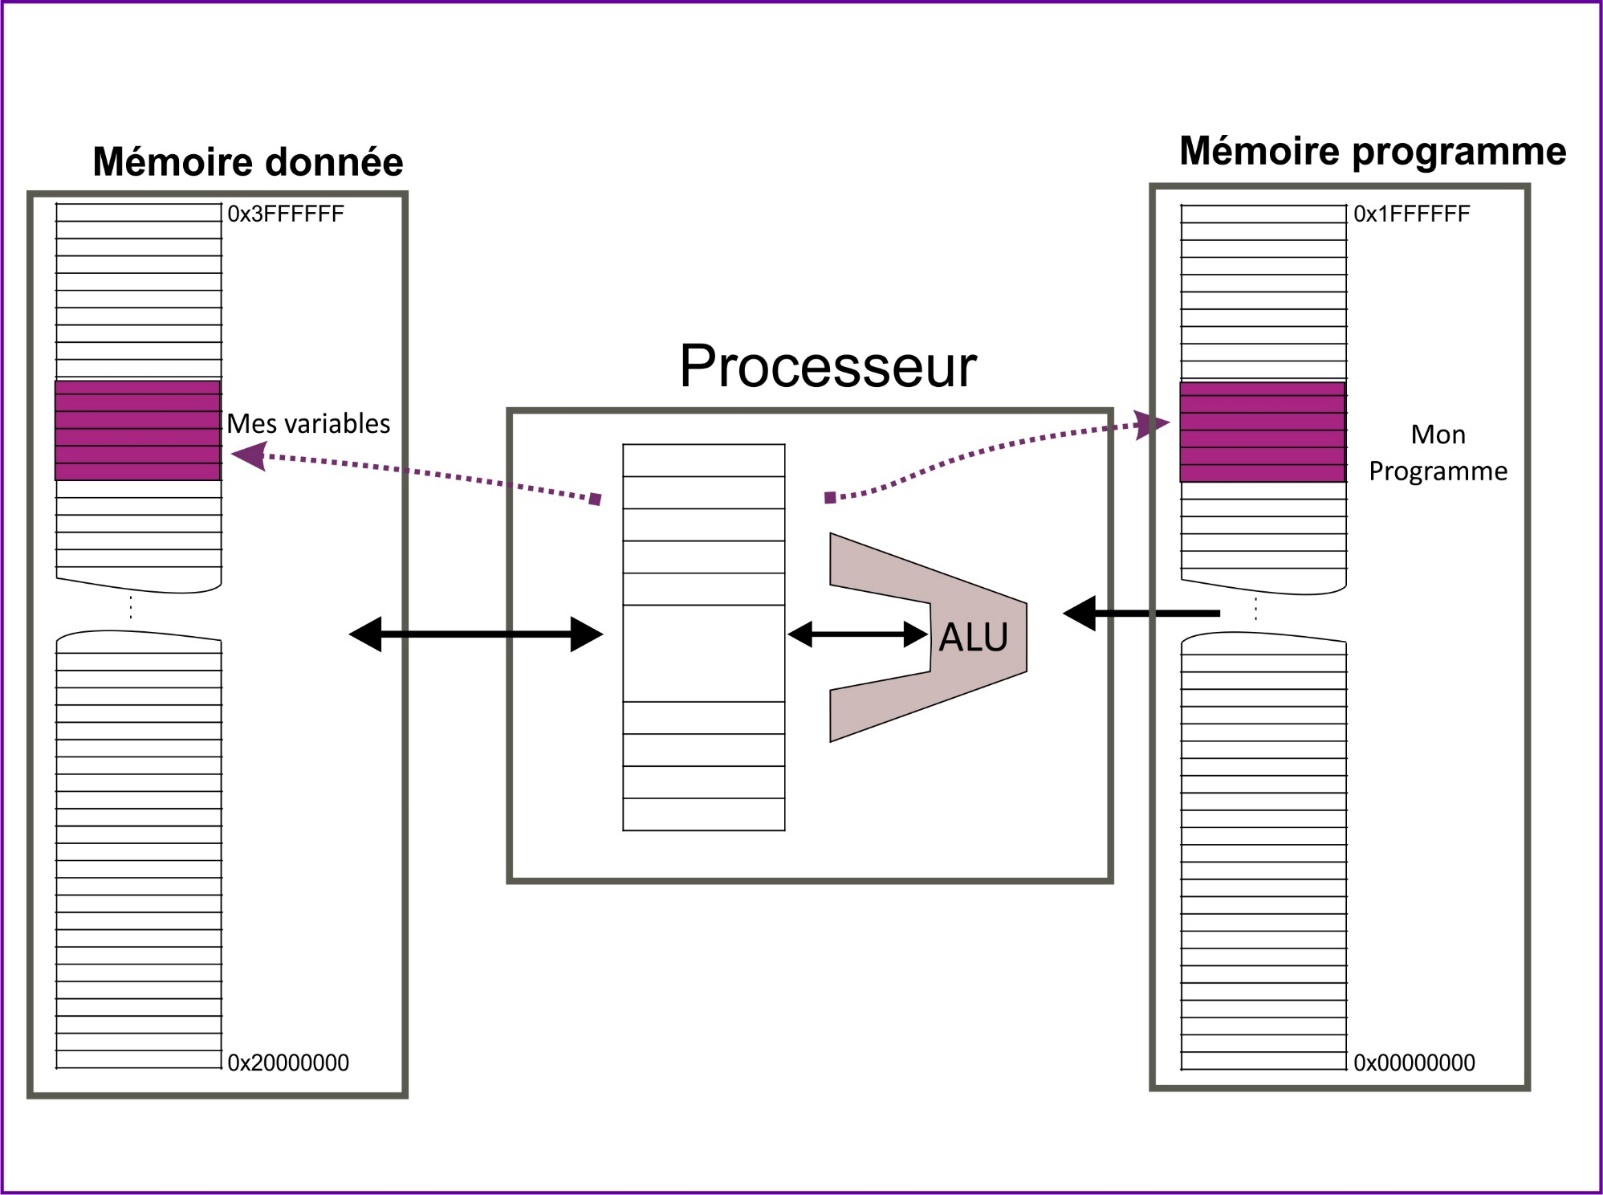 Mémoire donnée
0x3FFFFFF
Mes variables
0x20000000
Processeur
ALU
Mémoire programme
0x1FFFFFF
Mon
Programme
0x00000000